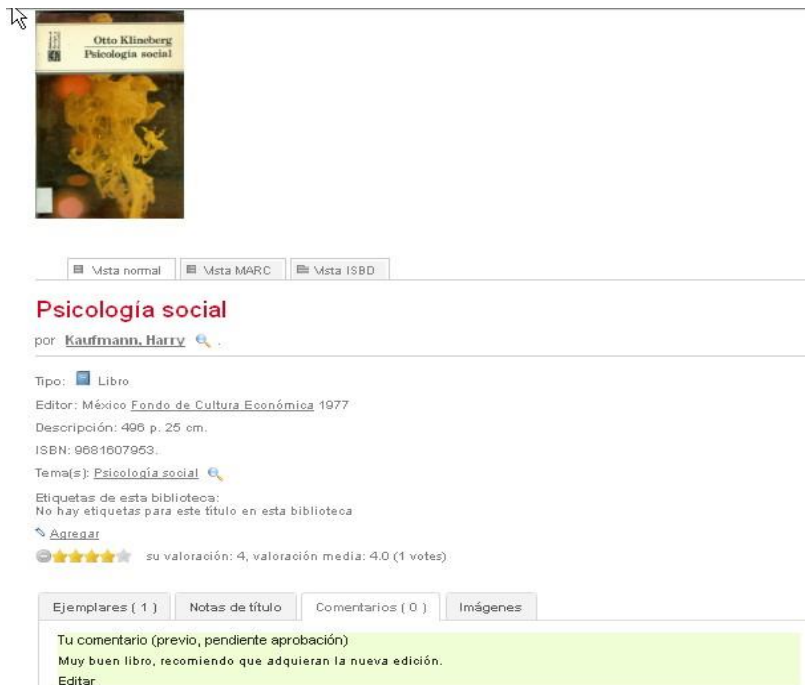 Otto Klineberg
Psicología social
Vista normal
Vista MARC
Vista ISBD
Psicología social
por Kaufmann, Harry .
Tipo: Libro
Editor: México Fondo de Cultura Económica 1977
Descripción: 496 p. 25 cm.
ISBN: 9681607953.
Tema(s): Psicología social
Etiquetas de esta biblioteca:
No hay etiquetas para este título en esta biblioteca
Agregar
su valoración: 4, valoración media: 4.0 (1 votes)
Ejemplares ( 1 )
Notas de título
Comentarios ( 0 )
Imágenes
Tu comentario (previo, pendiente aprobación)
Muy buen libro, recomiendo que adquieran la nueva edición.
Editar